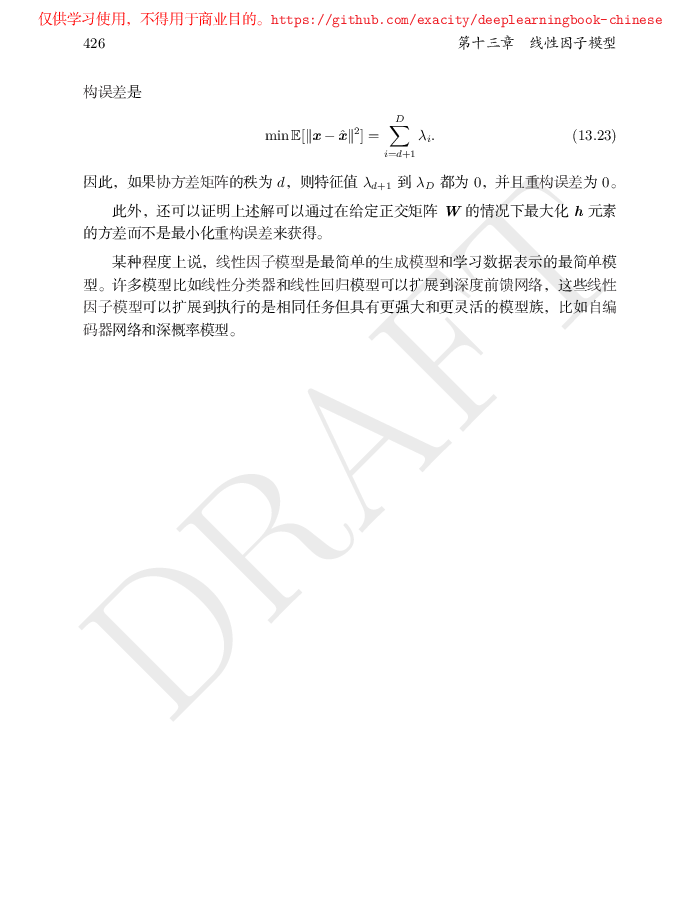 仅供学习使用，不得用于商业目的。https://github.com/exacity/deeplearningbook-chinese
426 第十三章 线性因子模型
构误差是
min 𝔼[‖x − x̂‖²] = ∑_{i=d+1}^{D} λ_i. (13.23)
因此，如果协方差矩阵的秩为 d，则特征值 λ_{d+1} 到 λ_D 都为 0，并且重构误差为 0。
此外，还可以证明上述解可以通过在给定正交矩阵 W 的情况下最大化 h 元素
的方差而不是最小化重构误差来获得。
某种程度上说，线性因子模型是最简单的生成模型和学习数据表示的最简单模
型。许多模型比如线性分类器和线性回归模型可以扩展到深度前馈网络，这些线性
因子模型可以扩展到执行的是相同任务但具有更强大和更灵活的模型族，比如自编
码器网络和深概率模型。
DRAFT